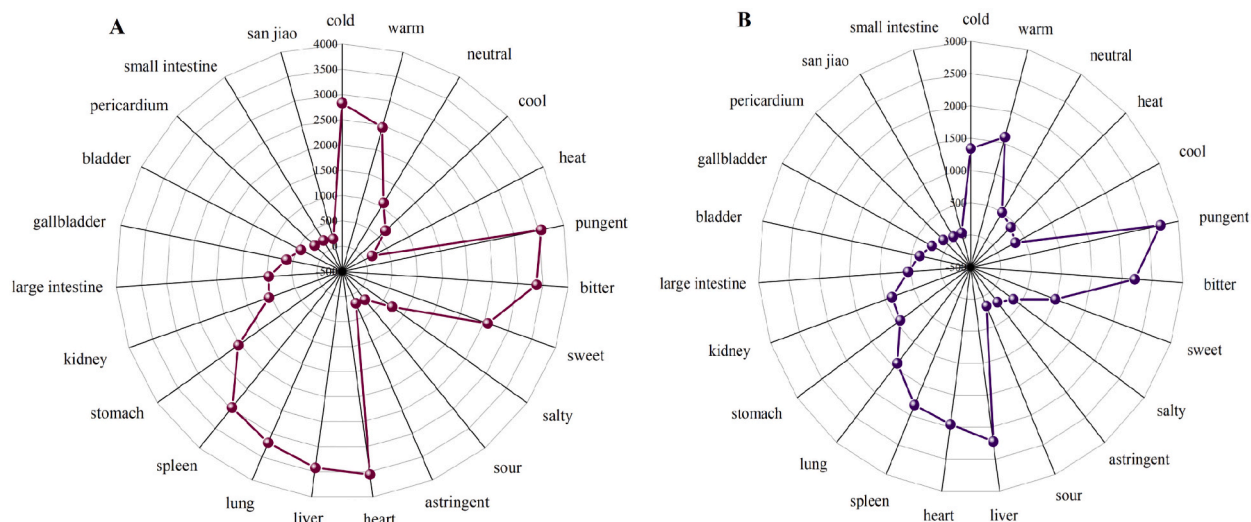 A
cold
warm
neutral
cool
heat
pungent
bitter
sweet
salty
sour
astringent
heart
liver
lung
spleen
stomach
kidney
large intestine
gallbladder
bladder
pericardium
small intestine
san jiao
4000
3500
3000
2500
2000
1500
1000
500
0
B
cold
warm
neutral
heat
cool
pungent
bitter
sweet
salty
astringent
sour
liver
heart
spleen
lung
stomach
kidney
large intestine
bladder
gallbladder
pericardium
san jiao
small intestine
3000
2500
2000
1500
1000
500
0